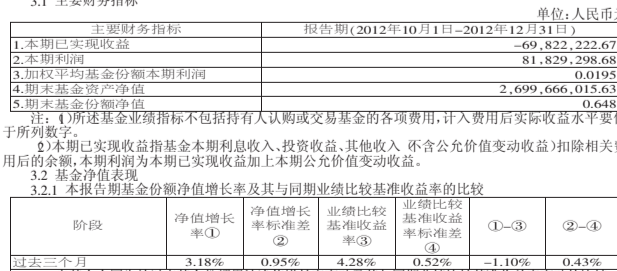 3.1 主要财务指标
单位:人民币元
主要财务指标 报告期(2012年10月1日-2012年12月31日)
1.本期已实现收益 -69,822,222.67
2.本期利润 81,829,298.68
3.加权平均基金份额本期利润 0.0195
4.期末基金资产净值 2,699,666,015.63
5.期末基金份额净值 0.648
注:(1)所述基金业绩指标不包括持有人认购或交易基金的各项费用,计入费用后实际收益水平要低
于所列数字。
(2)本期已实现收益指基金本期利息收入、投资收益、其他收入(不含公允价值变动收益)扣除相关费
用后的余额,本期利润为本期已实现收益加上本期公允价值变动收益。
3.2 基金净值表现
3.2.1 本报告期基金份额净值增长率及其与同期业绩比较基准收益率的比较
阶段 净值增长率① 净值增长率标准差② 业绩比较基准收益率③ 业绩比较基准收益率标准差④ ①-③ ②-④
过去三个月 3.18% 0.95% 4.28% 0.52% -1.10% 0.43%